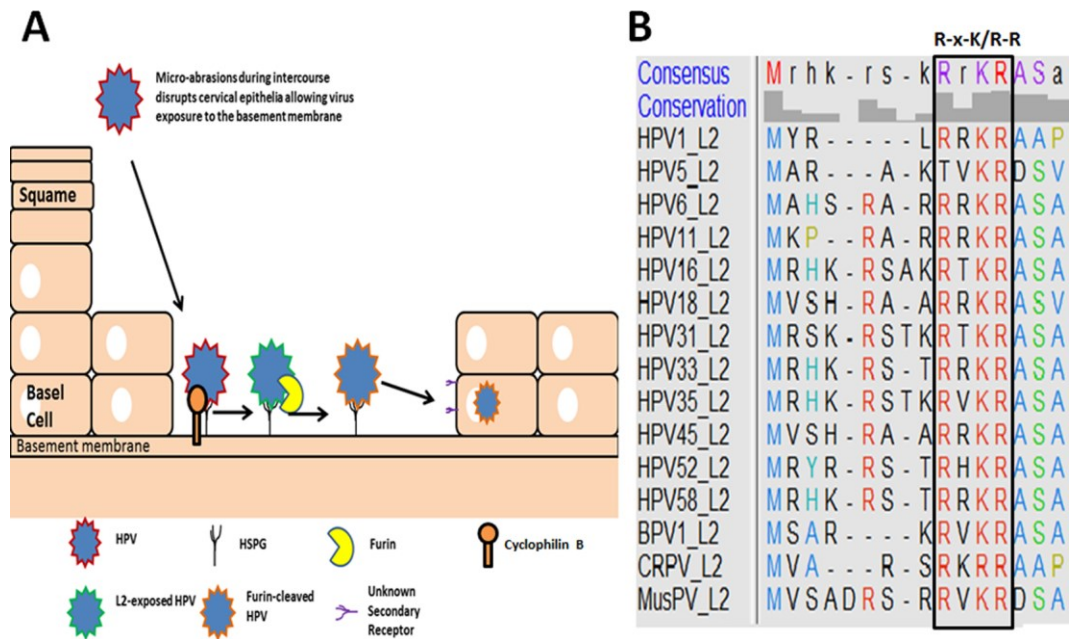 A
Micro-abrasions during intercourse
disrupts cervical epithelia allowing virus
exposure to the basement membrane
Squame
Basel
Cell
Basement membrane
HPV
HSPG
Furin
Cyclophilin B
L2-exposed HPV
Furin-cleaved
HPV
Unknown
Secondary
Receptor
B
R-x-K/R-R
Consensus M r h k - r s - k R r K R A S a
Conservation
HPV1_L2 M Y R - - - - - L R R K R A A P
HPV5_L2 M A R - - - A - K T V K R D S V
HPV6_L2 M A H S - R A - R R R K R A S A
HPV11_L2 M K P - - R A - R R R K R A S A
HPV16_L2 M R H K - R S A K R T K R A S A
HPV18_L2 M V S H - R A - A R R K R A S V
HPV31_L2 M R S K - R S T K R T K R A S A
HPV33_L2 M R H K - R S - T R R K R A S A
HPV35_L2 M R H K - R S T K R V K R A S A
HPV45_L2 M V S H - R A - A R R K R A S A
HPV52_L2 M R Y R - R S - T R H K R A S A
HPV58_L2 M R H K - R S - T R R K R A S A
BPV1_L2 M S A R - - - - K R V K R A S A
CRPV_L2 M V A - - - R - S R K R R A A P
MusPV_L2 M V S A D R S - R R V K R D S A